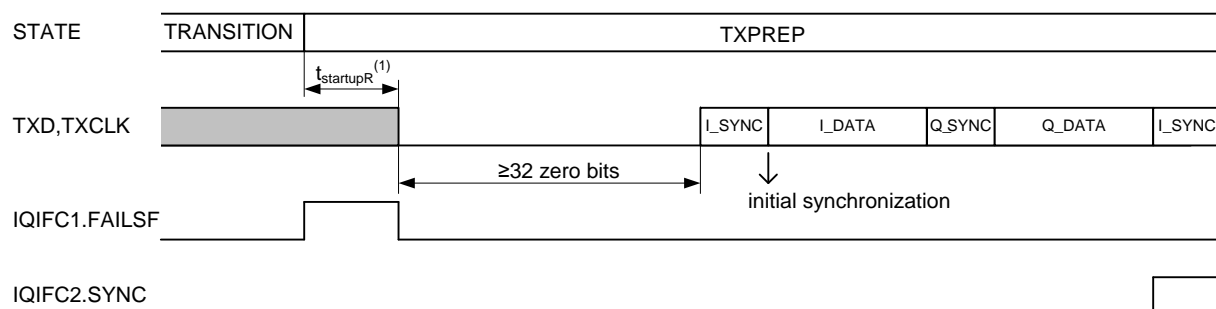 STATE TRANSITION TXPREP
t_startupR(1)
TXD,TXCLK I_SYNC I_DATA Q_SYNC Q_DATA I_SYNC
≥32 zero bits
initial synchronization
IQIFC1.FAILSF
IQIFC2.SYNC